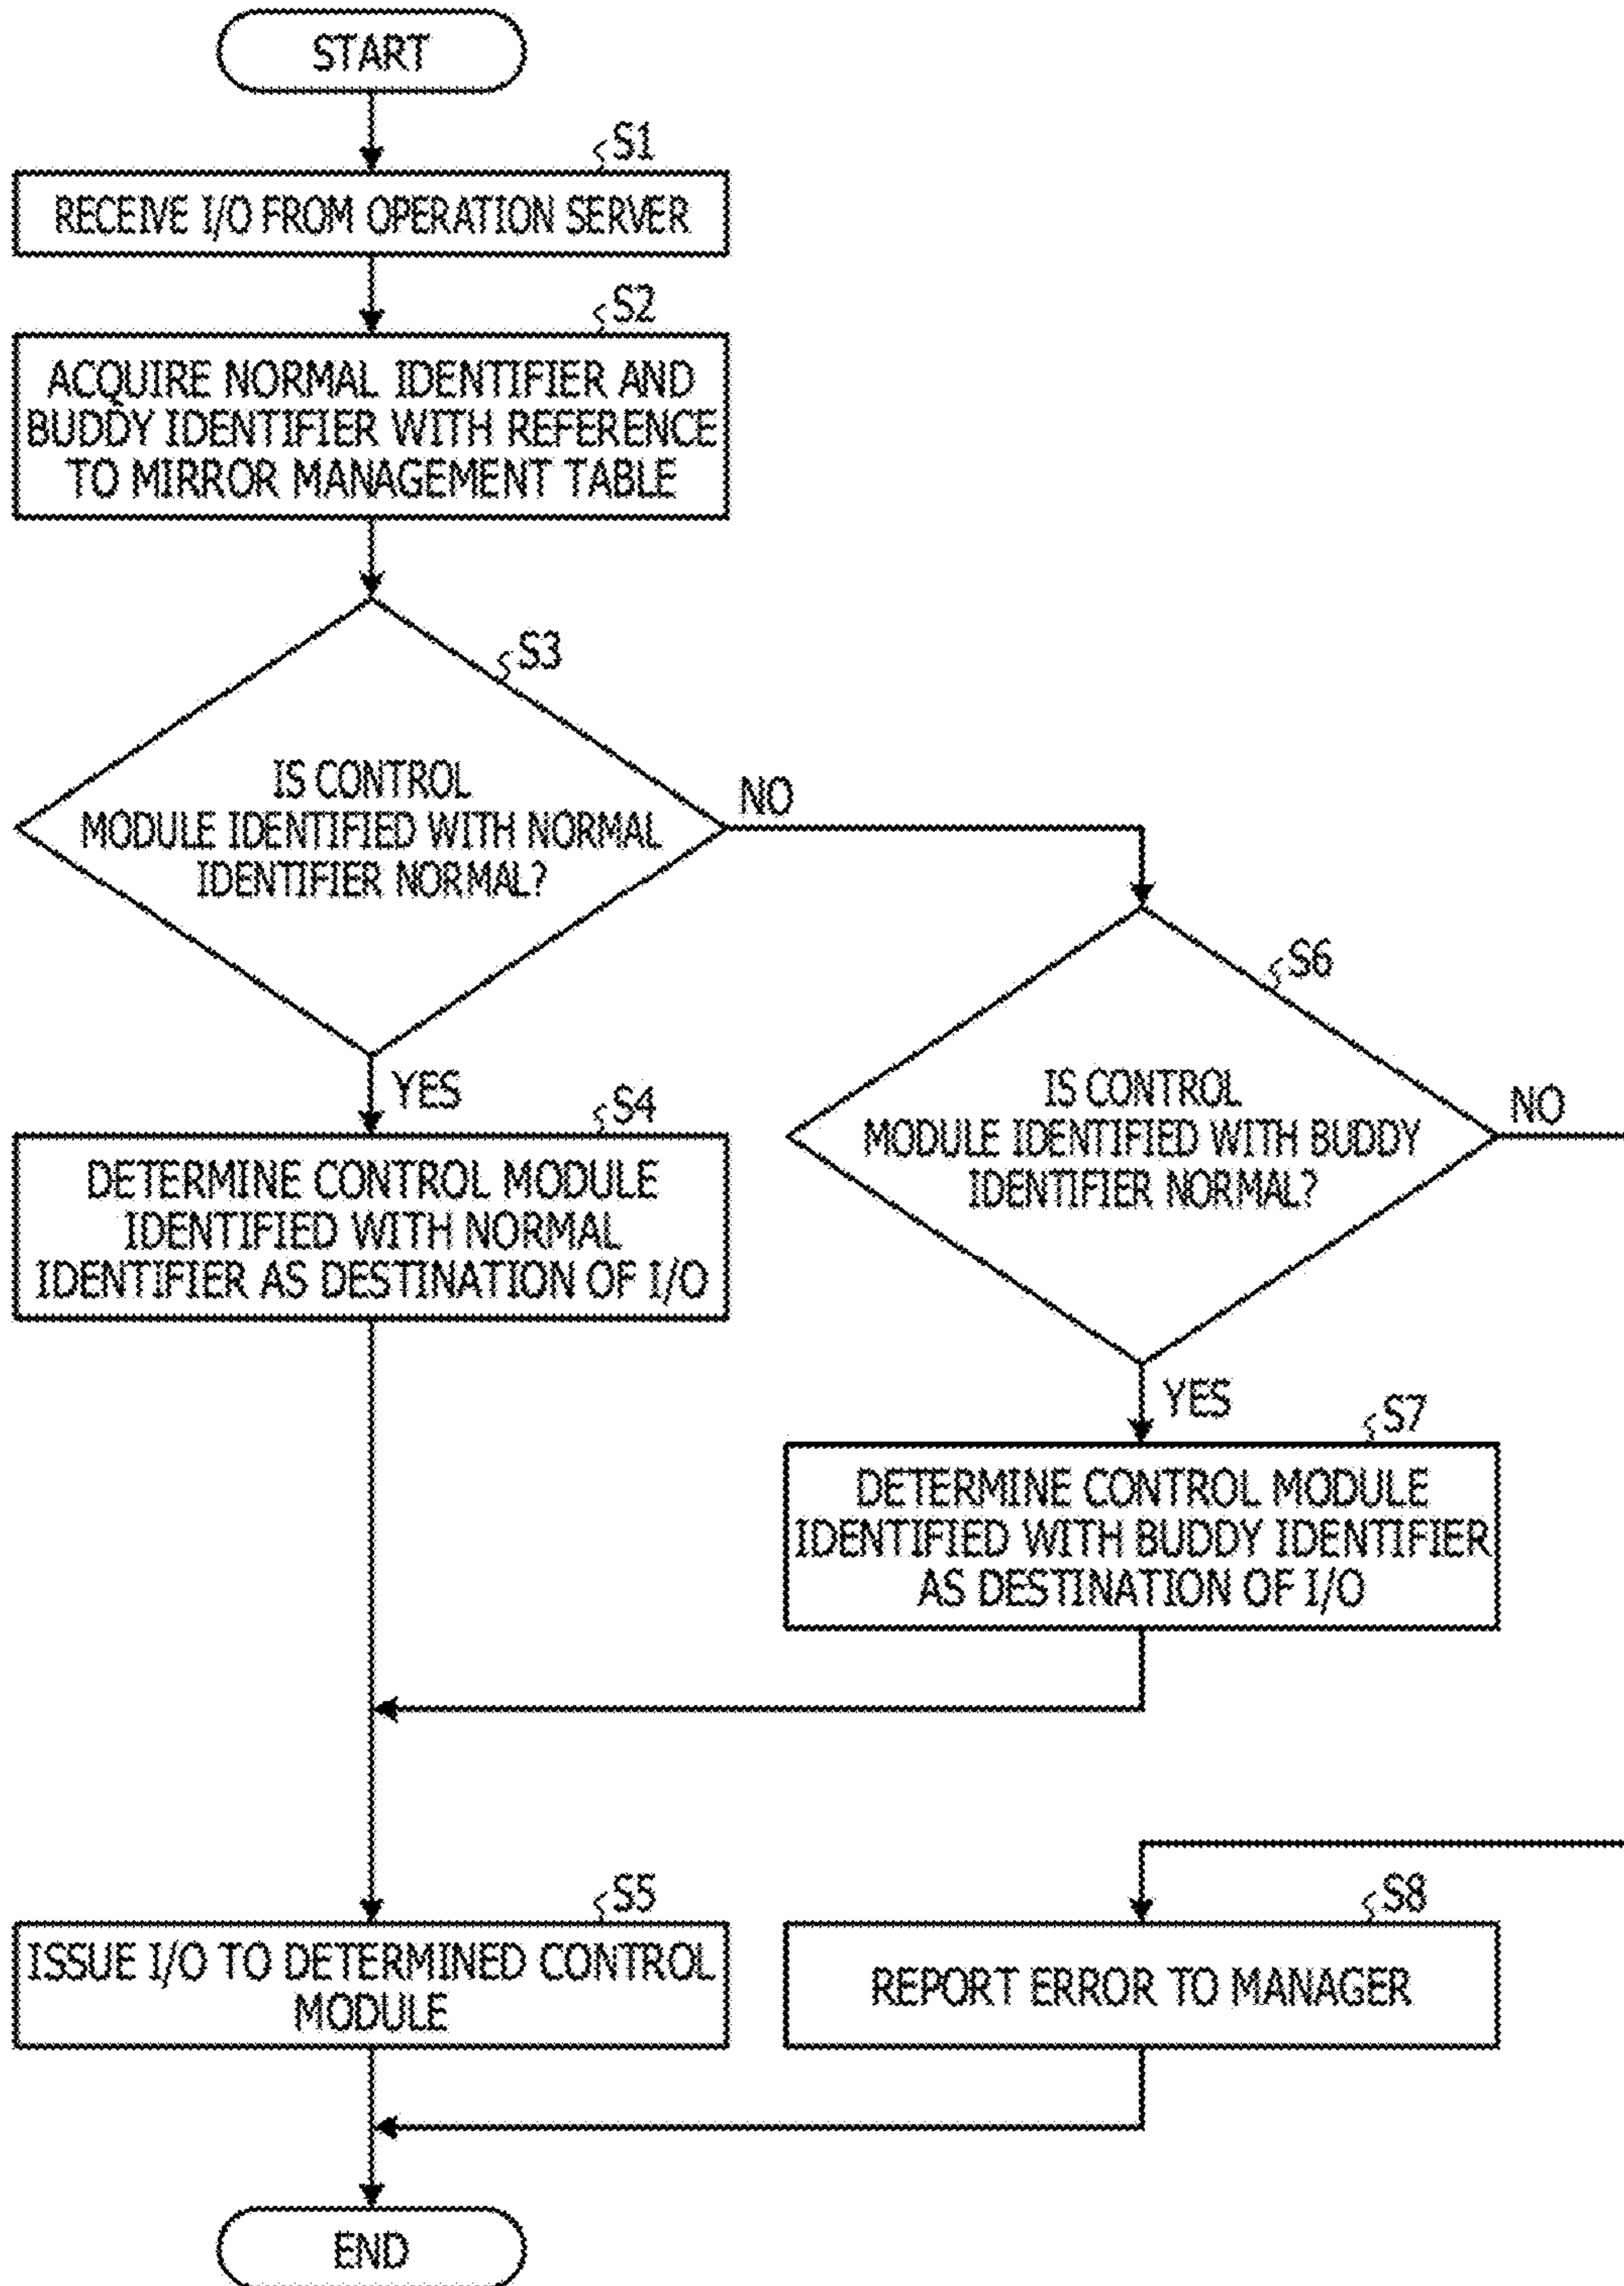 START
S1
RECEIVE I/O FROM OPERATION SERVER
S2
ACQUIRE NORMAL IDENTIFIER AND
BUDDY IDENTIFIER WITH REFERENCE
TO MIRROR MANAGEMENT TABLE
S3
IS CONTROL
MODULE IDENTIFIED WITH NORMAL
IDENTIFIER NORMAL?
NO
YES
S4
DETERMINE CONTROL MODULE
IDENTIFIED WITH NORMAL
IDENTIFIER AS DESTINATION OF I/O
S6
IS CONTROL
MODULE IDENTIFIED WITH BUDDY
IDENTIFIER NORMAL?
NO
YES
S7
DETERMINE CONTROL MODULE
IDENTIFIED WITH BUDDY IDENTIFIER
AS DESTINATION OF I/O
S5
ISSUE I/O TO DETERMINED CONTROL
MODULE
S8
REPORT ERROR TO MANAGER
END